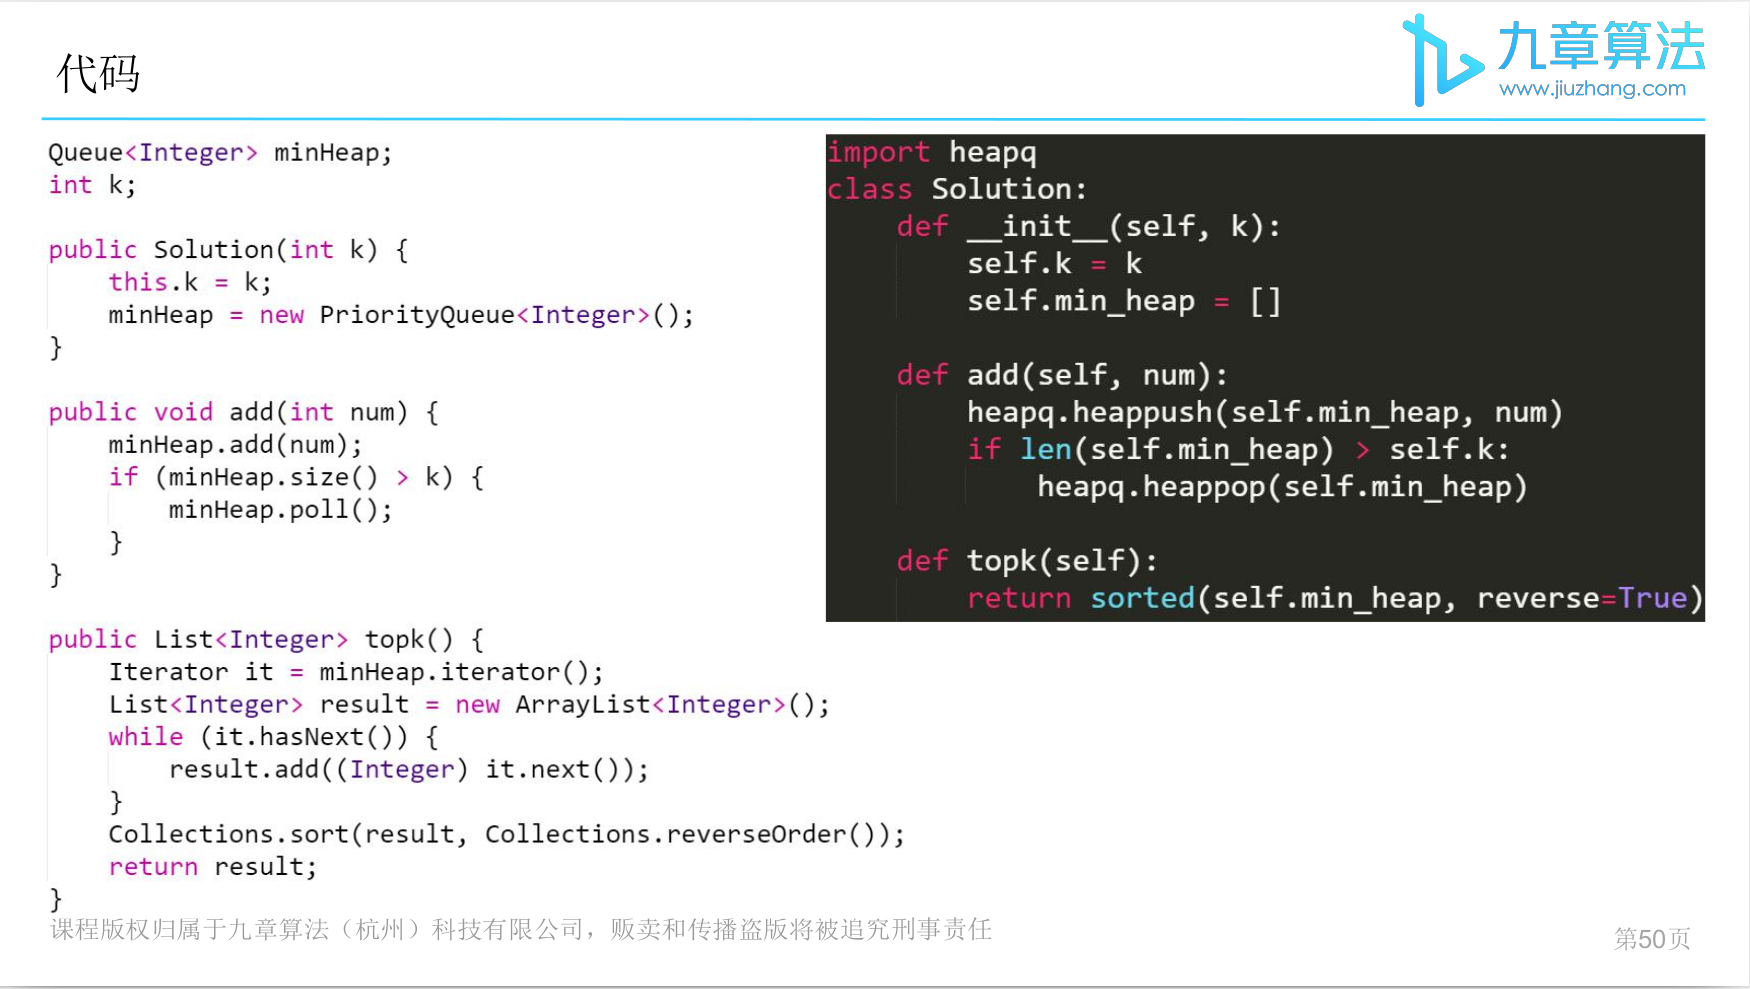 代码
九章算法
www.jiuzhang.com
Queue<Integer> minHeap;
int k;
public Solution(int k) {
    this.k = k;
    minHeap = new PriorityQueue<Integer>();
}
public void add(int num) {
    minHeap.add(num);
    if (minHeap.size() > k) {
        minHeap.poll();
    }
}
public List<Integer> topk() {
    Iterator it = minHeap.iterator();
    List<Integer> result = new ArrayList<Integer>();
    while (it.hasNext()) {
        result.add((Integer) it.next());
    }
    Collections.sort(result, Collections.reverseOrder());
    return result;
}
import heapq
class Solution:
    def __init__(self, k):
        self.k = k
        self.min_heap = []
    def add(self, num):
        heapq.heappush(self.min_heap, num)
        if len(self.min_heap) > self.k:
            heapq.heappop(self.min_heap)
    def topk(self):
        return sorted(self.min_heap, reverse=True)
课程版权归属于九章算法（杭州）科技有限公司，贩卖和传播盗版将被追究刑事责任
第50页